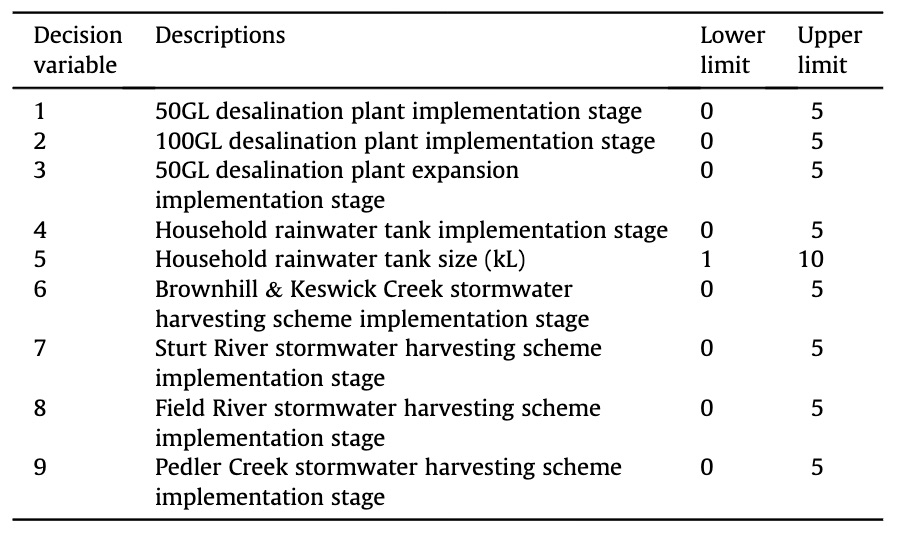 Decision Descriptions Lower Upper
variable limit limit
1 50GL desalination plant implementation stage 0 5
2 100GL desalination plant implementation stage 0 5
3 50GL desalination plant expansion 0 5
implementation stage
4 Household rainwater tank implementation stage 0 5
5 Household rainwater tank size (kL) 1 10
6 Brownhill & Keswick Creek stormwater 0 5
harvesting scheme implementation stage
7 Sturt River stormwater harvesting scheme 0 5
implementation stage
8 Field River stormwater harvesting scheme 0 5
implementation stage
9 Pedler Creek stormwater harvesting scheme 0 5
implementation stage